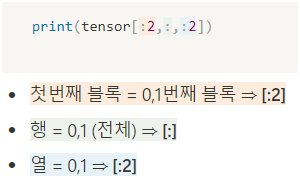 print(tensor[:2,:,:2])
• 첫번째 블록 = 0,1번째 블록 ⇒ [:2]
• 행 = 0,1 (전체) ⇒ [:]
• 열 = 0,1 ⇒ [:2]